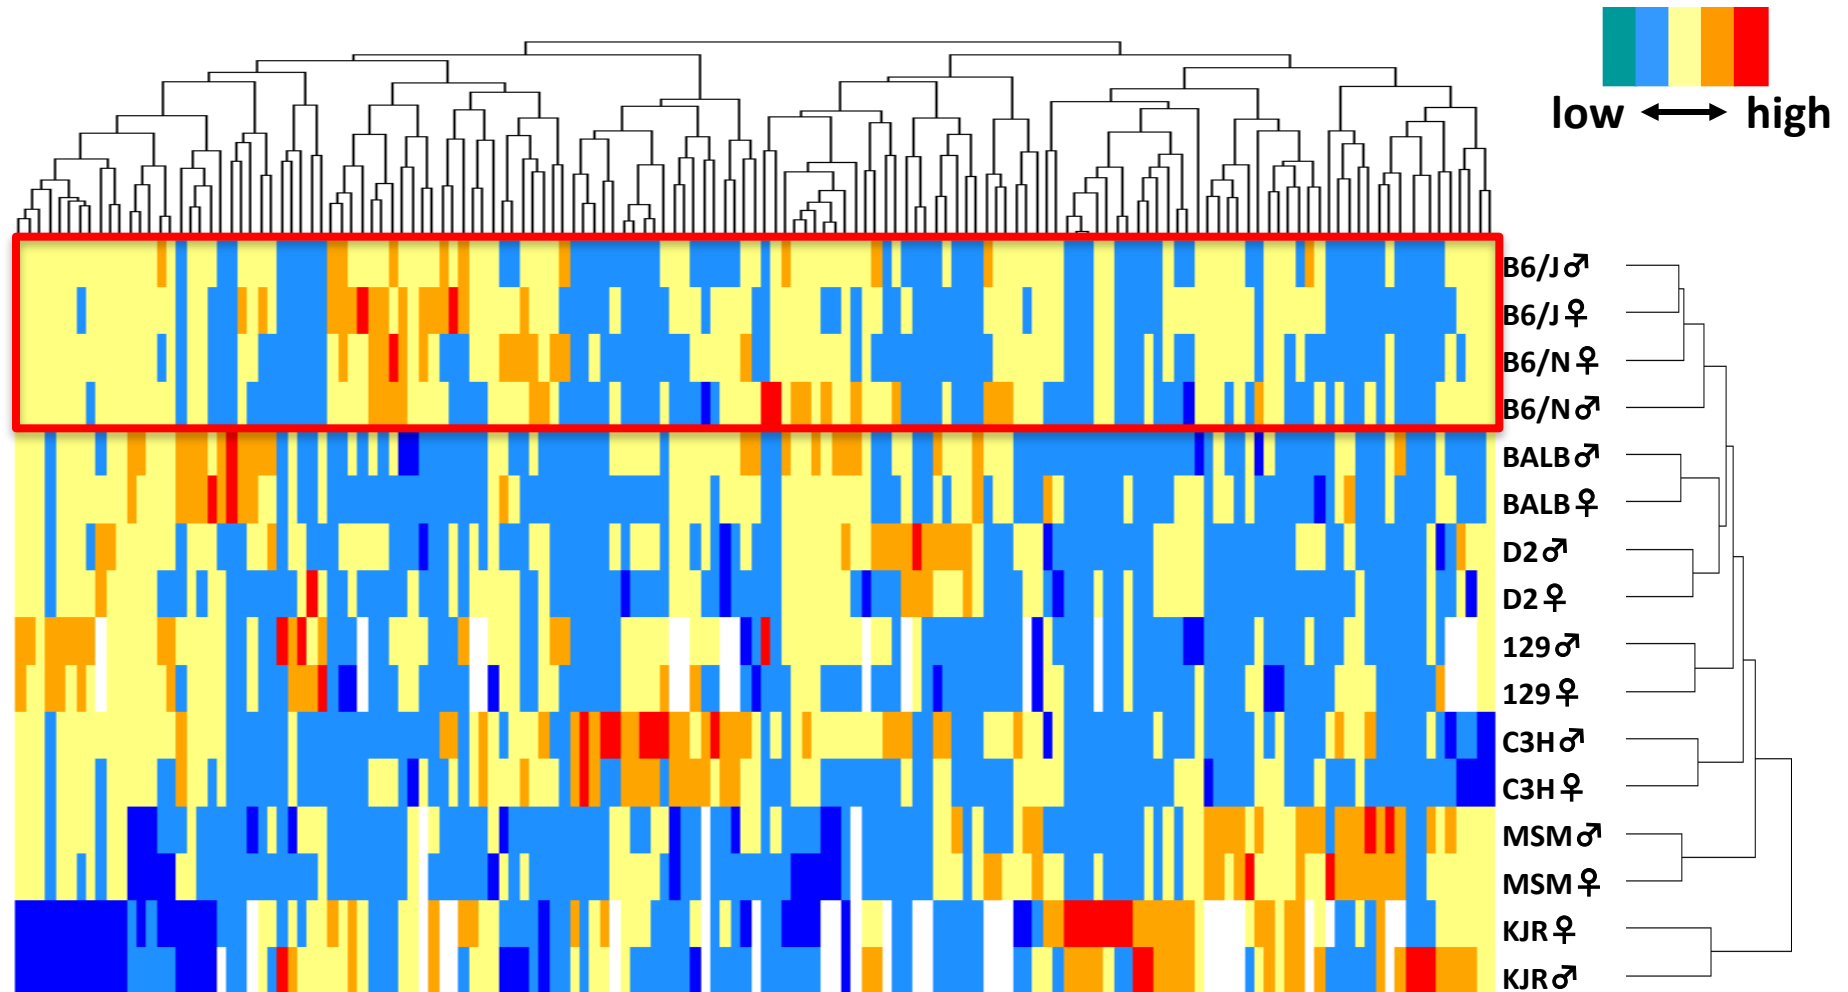 low ↔ high
B6/J♂
B6/J♀
B6/N♀
B6/N♂
BALB♂
BALB♀
D2♂
D2♀
129♂
129♀
C3H♂
C3H♀
MSM♂
MSM♀
KJR♀
KJR♂